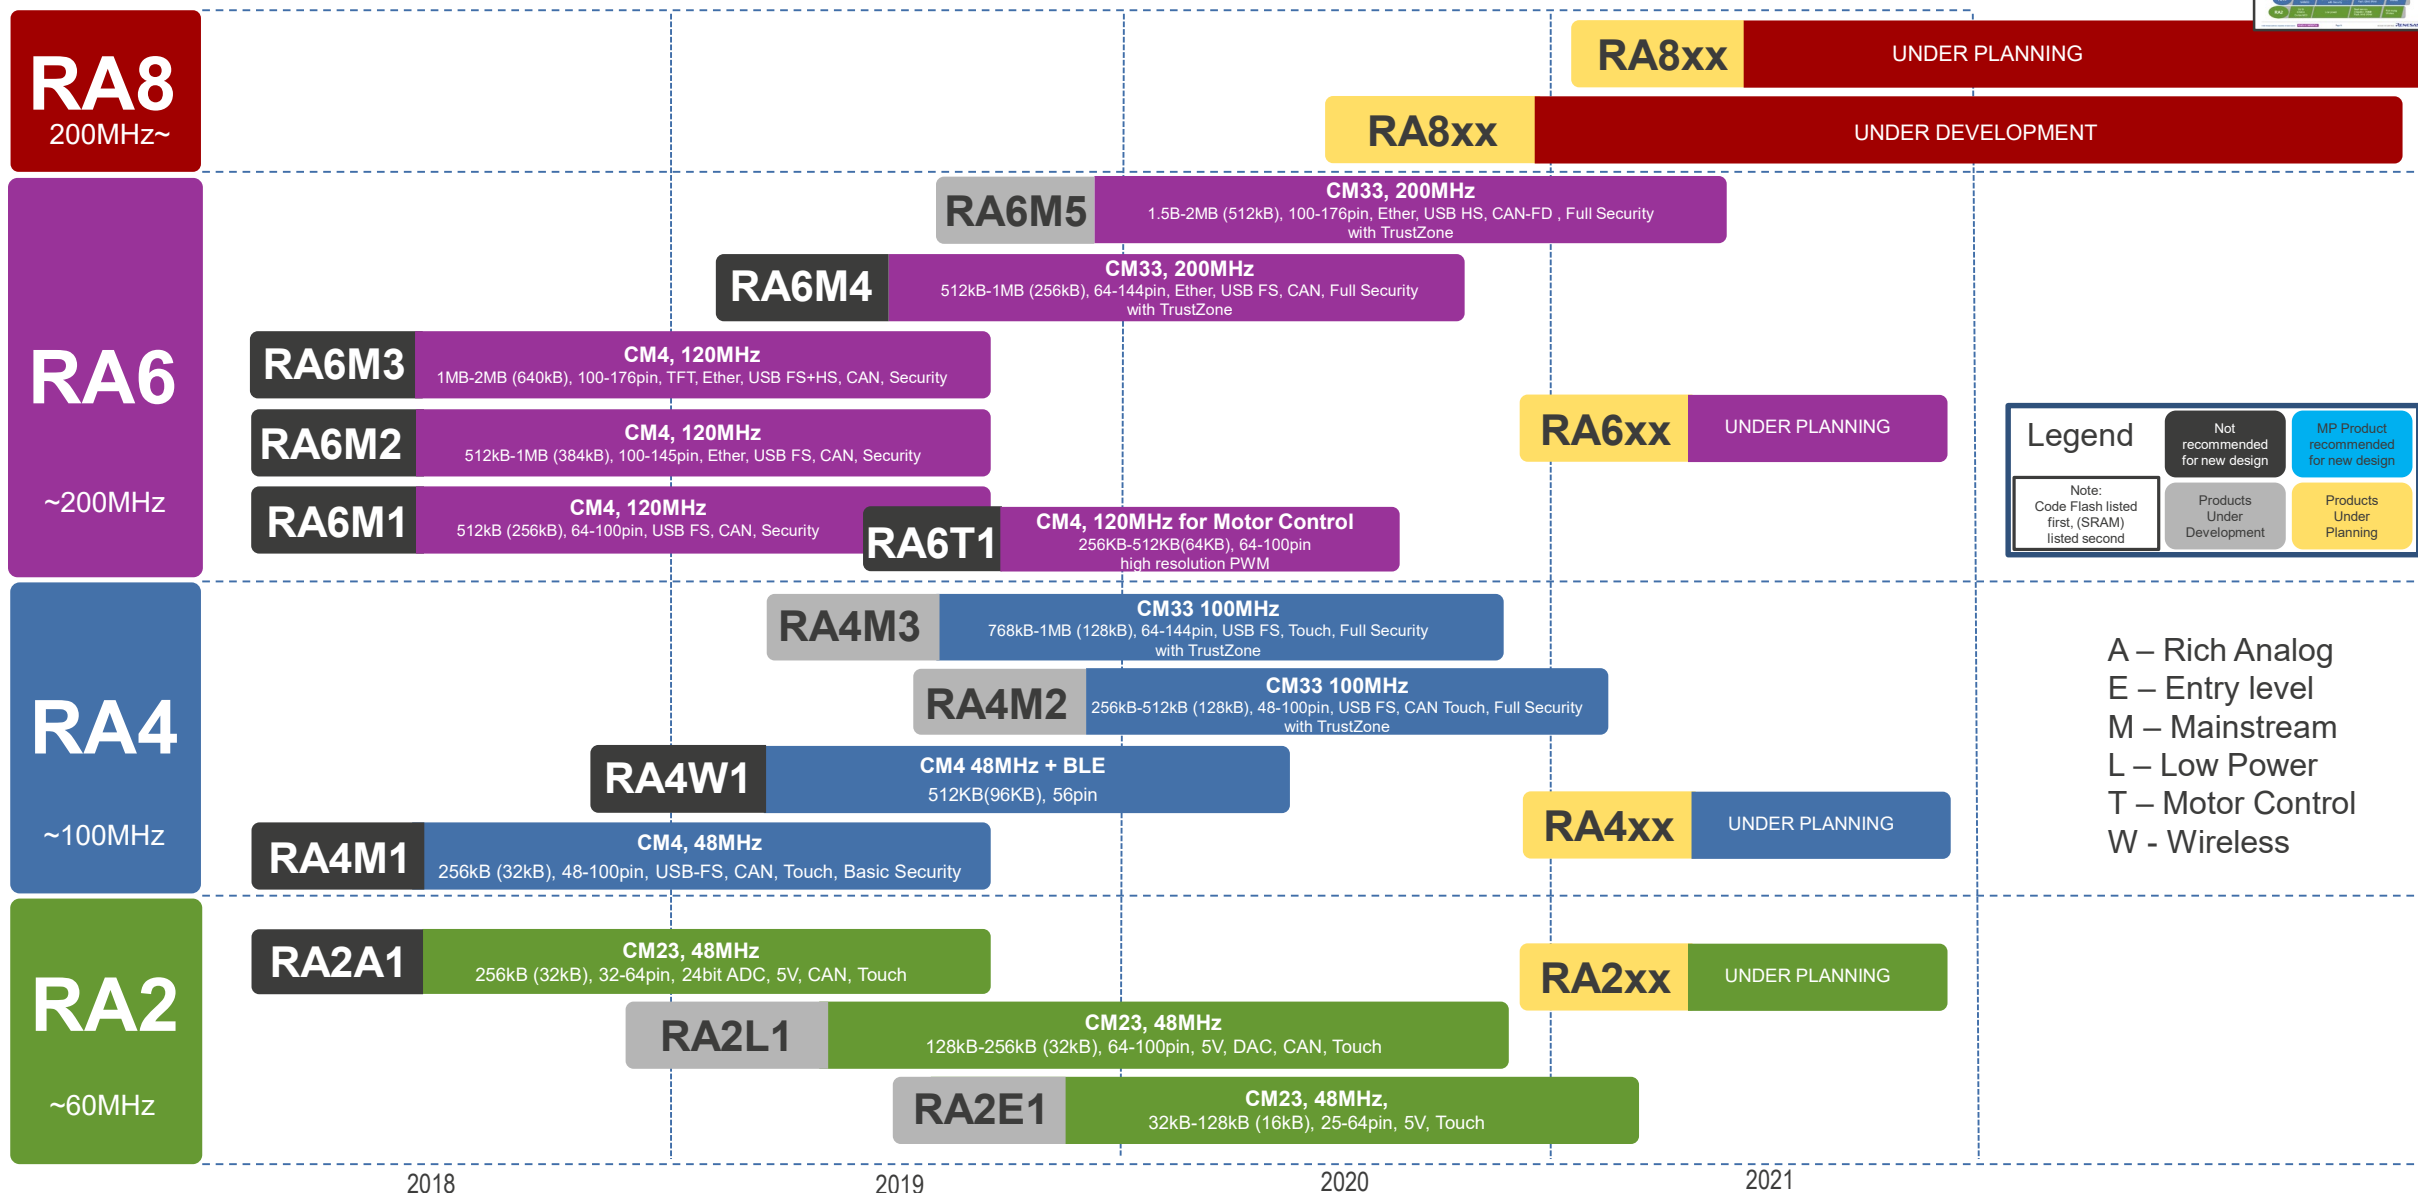 RA8
200MHz~
RA8xx
UNDER PLANNING
RA8xx
UNDER DEVELOPMENT
RA6
~200MHz
RA6M5
CM33, 200MHz
1.5B-2MB (512kB), 100-176pin, Ether, USB HS, CAN-FD , Full Security
with TrustZone
RA6M4
CM33, 200MHz
512kB-1MB (256kB), 64-144pin, Ether, USB FS, CAN, Full Security
with TrustZone
RA6M3
CM4, 120MHz
1MB-2MB (640kB), 100-176pin, TFT, Ether, USB FS+HS, CAN, Security
RA6M2
CM4, 120MHz
512kB-1MB (384kB), 100-145pin, Ether, USB FS, CAN, Security
RA6xx
UNDER PLANNING
RA6M1
CM4, 120MHz
512kB (256kB), 64-100pin, USB FS, CAN, Security
RA6T1
CM4, 120MHz for Motor Control
256KB-512KB(64KB), 64-100pin
high resolution PWM
Legend
Not
recommended
for new design
MP Product
recommended
for new design
Note:
Code Flash listed
first, (SRAM)
listed second
Products
Under
Development
Products
Under
Planning
RA4
~100MHz
RA4M3
CM33 100MHz
768kB-1MB (128kB), 64-144pin, USB FS, Touch, Full Security
with TrustZone
RA4M2
CM33 100MHz
256kB-512kB (128kB), 48-100pin, USB FS, CAN Touch, Full Security
with TrustZone
RA4W1
CM4 48MHz + BLE
512KB(96KB), 56pin
RA4xx
UNDER PLANNING
RA4M1
CM4, 48MHz
256kB (32kB), 48-100pin, USB-FS, CAN, Touch, Basic Security
A – Rich Analog
E – Entry level
M – Mainstream
L – Low Power
T – Motor Control
W - Wireless
RA2
~60MHz
RA2A1
CM23, 48MHz
256kB (32kB), 32-64pin, 24bit ADC, 5V, CAN, Touch
RA2xx
UNDER PLANNING
RA2L1
CM23, 48MHz
128kB-256kB (32kB), 64-100pin, 5V, DAC, CAN, Touch
RA2E1
CM23, 48MHz,
32kB-128kB (16kB), 25-64pin, 5V, Touch
2018
2019
2020
2021